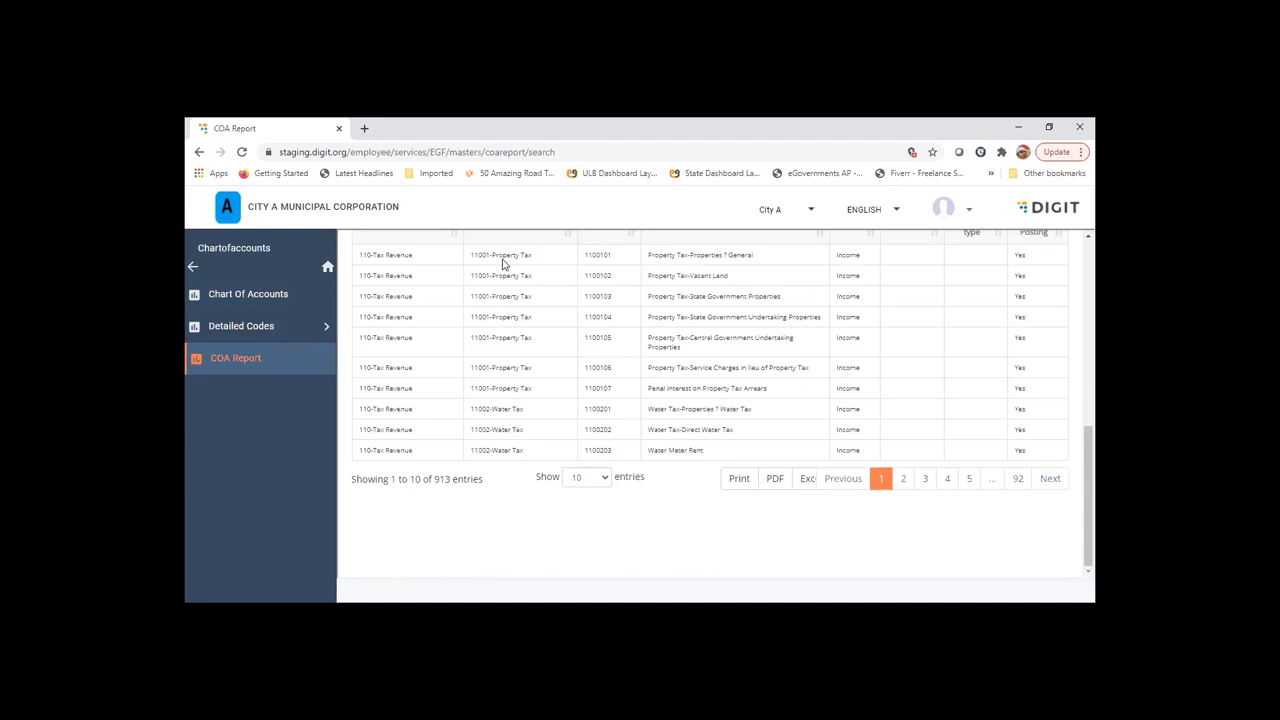 COA Report
staging.digit.org/employee/services/EGF/masters/coareport/search
Update
Apps Getting Started Latest Headlines Imported 50 Amazing Road T... ULB Dashboard Lay... State Dashboard La... eGovernments AP -... Fiverr - Freelance S... » Other bookmarks
A CITY A MUNICIPAL CORPORATION City A ENGLISH DIGIT
Chartofaccounts
Chart Of Accounts
Detailed Codes
COA Report
type Posting
110-Tax Revenue 11001-Property Tax 1100101 Property Tax-Properties ? General Income Yes
110-Tax Revenue 11001-Property Tax 1100102 Property Tax-Vacant Land Income Yes
110-Tax Revenue 11001-Property Tax 1100103 Property Tax-State Government Properties Income Yes
110-Tax Revenue 11001-Property Tax 1100104 Property Tax-State Government Undertaking Properties Income Yes
110-Tax Revenue 11001-Property Tax 1100105 Property Tax-Central Government Undertaking Income Yes
Properties
110-Tax Revenue 11001-Property Tax 1100106 Property Tax-Service Charges in lieu of Property Tax Income Yes
110-Tax Revenue 11001-Property Tax 1100107 Penal interest on Property Tax Arrears Income Yes
110-Tax Revenue 11002-Water Tax 1100201 Water Tax-Properties ? Water Tax Income Yes
110-Tax Revenue 11002-Water Tax 1100202 Water Tax-Direct Water Tax Income Yes
110-Tax Revenue 11002-Water Tax 1100203 Water Meter Rent Income Yes
Showing 1 to 10 of 913 entries Show 10 entries Print PDF Exc Previous 1 2 3 4 5 ... 92 Next